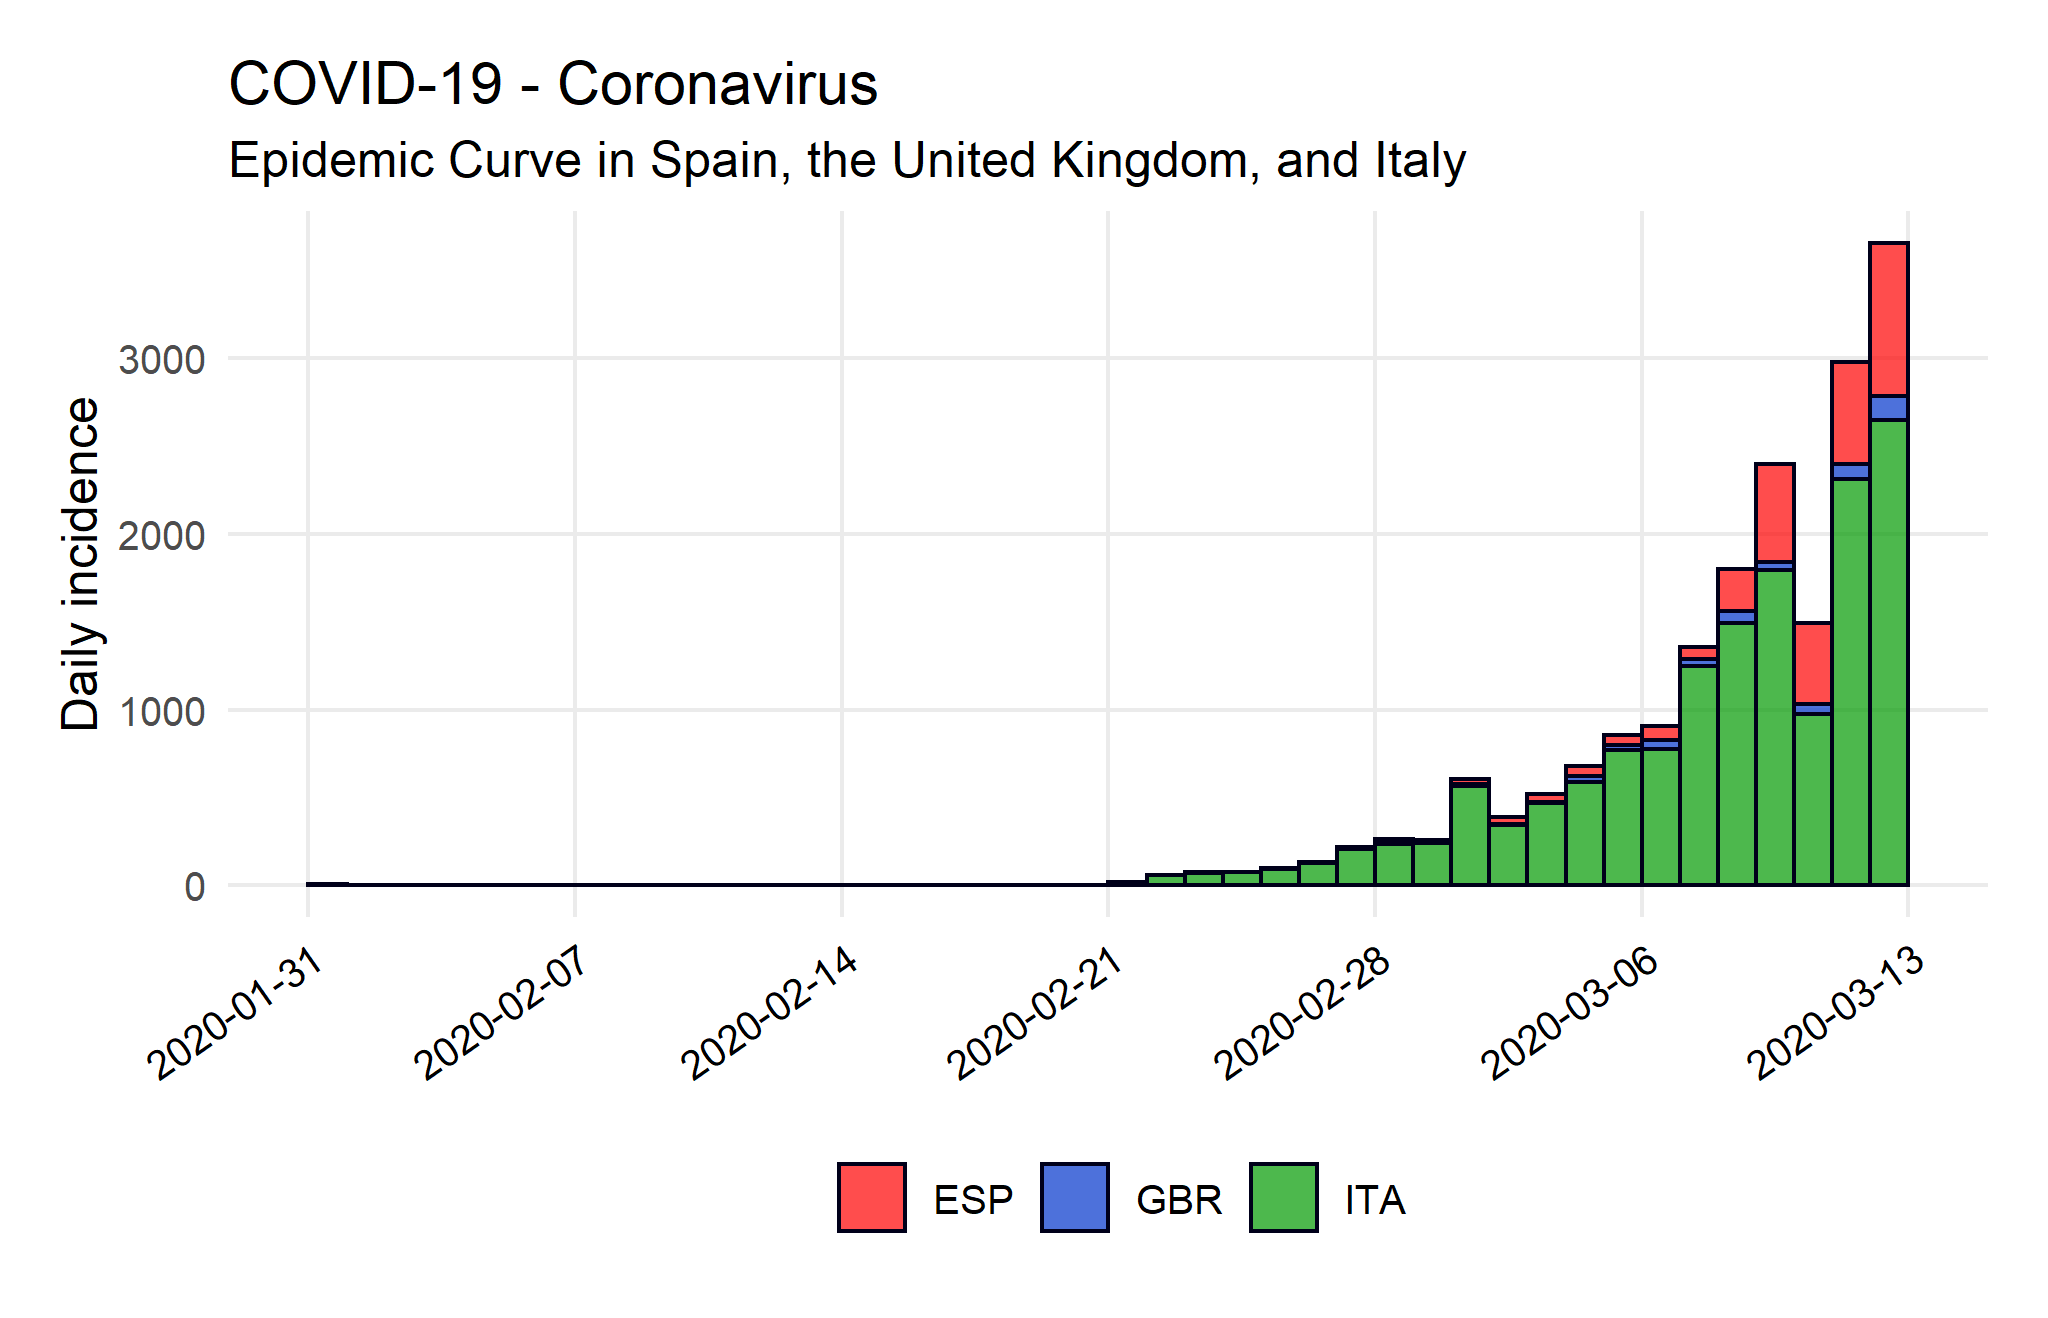 COVID-19 - Coronavirus
Epidemic Curve in Spain, the United Kingdom, and Italy
Daily incidence
3000
2000
1000
0
2020-01-31
2020-02-07
2020-02-14
2020-02-21
2020-02-28
2020-03-06
2020-03-13
ESP
GBR
ITA